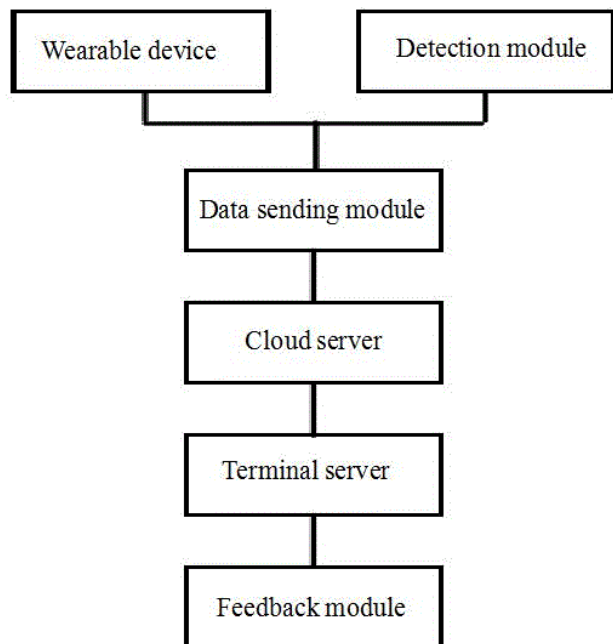 Wearable device
Detection module
Data sending module
Cloud server
Terminal server
Feedback module